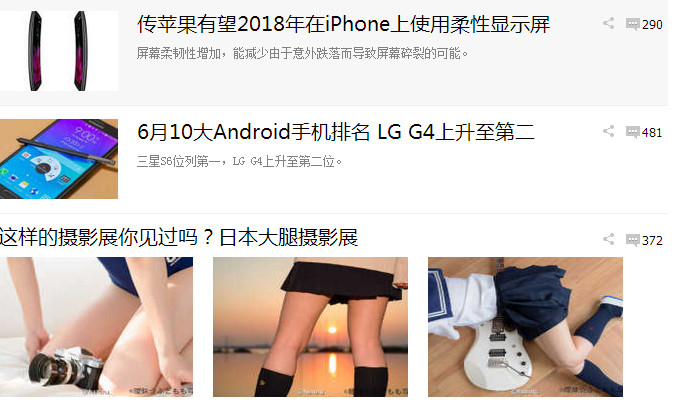 传苹果有望2018年在iPhone上使用柔性显示屏
290
屏幕柔韧性增加，能减少由于意外跌落而导致屏幕碎裂的可能。
9:00
6月10大Android手机排名 LG G4上升至第二
481
三星S6位列第一，LG G4上升至第二位。
这样的摄影展你见过吗？日本大腿摄影展
372